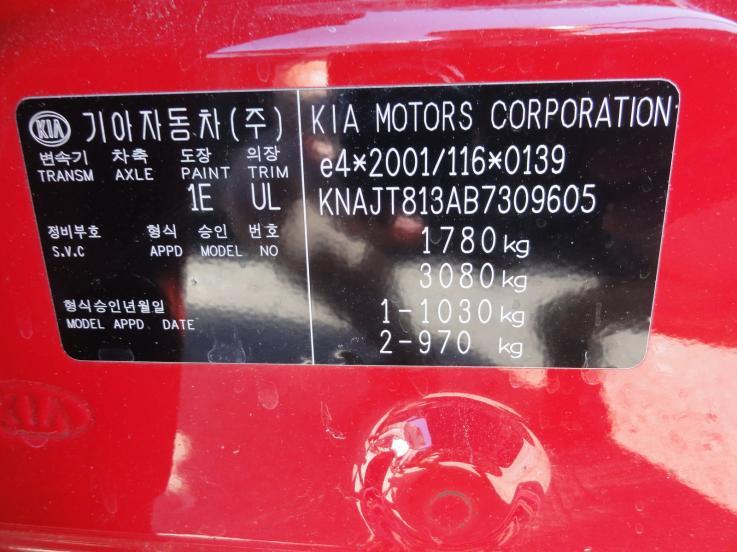 KIA 기아자동차(주)
변속기 차축 도장 의장
TRANSM AXLE PAINT TRIM
1E UL
정비부호 형식 승인 번호
S.V.C APPD MODEL NO
형식승인년월일
MODEL APPD DATE
KIA MOTORS CORPORATION
e4*2001/116*0139
KNAJT813AB7309605
1780 kg
3080 kg
1-1030 kg
2-970 kg
KIA